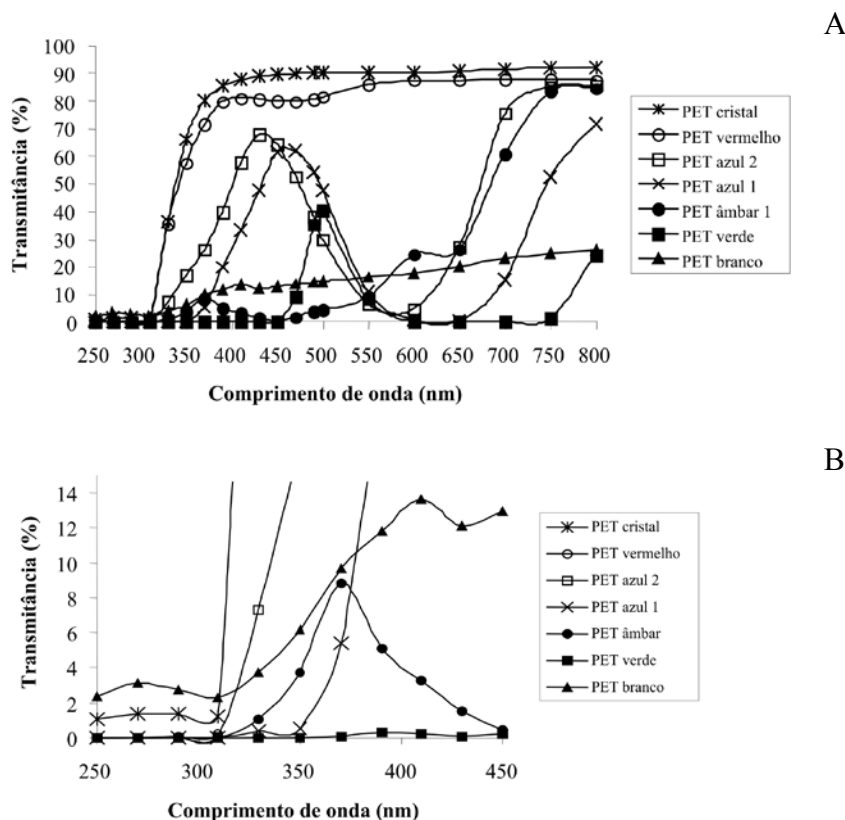 A
Transmitância (%)
100
90
80
70
60
50
40
30
20
10
0
250 300 350 400 450 500 550 600 650 700 750 800
Comprimento de onda (nm)
PET cristal
PET vermelho
PET azul 2
PET azul 1
PET âmbar 1
PET verde
PET branco
B
Transmitância (%)
14
12
10
8
6
4
2
0
250 300 350 400 450
Comprimento de onda (nm)
PET cristal
PET vermelho
PET azul 2
PET azul 1
PET âmbar
PET verde
PET branco